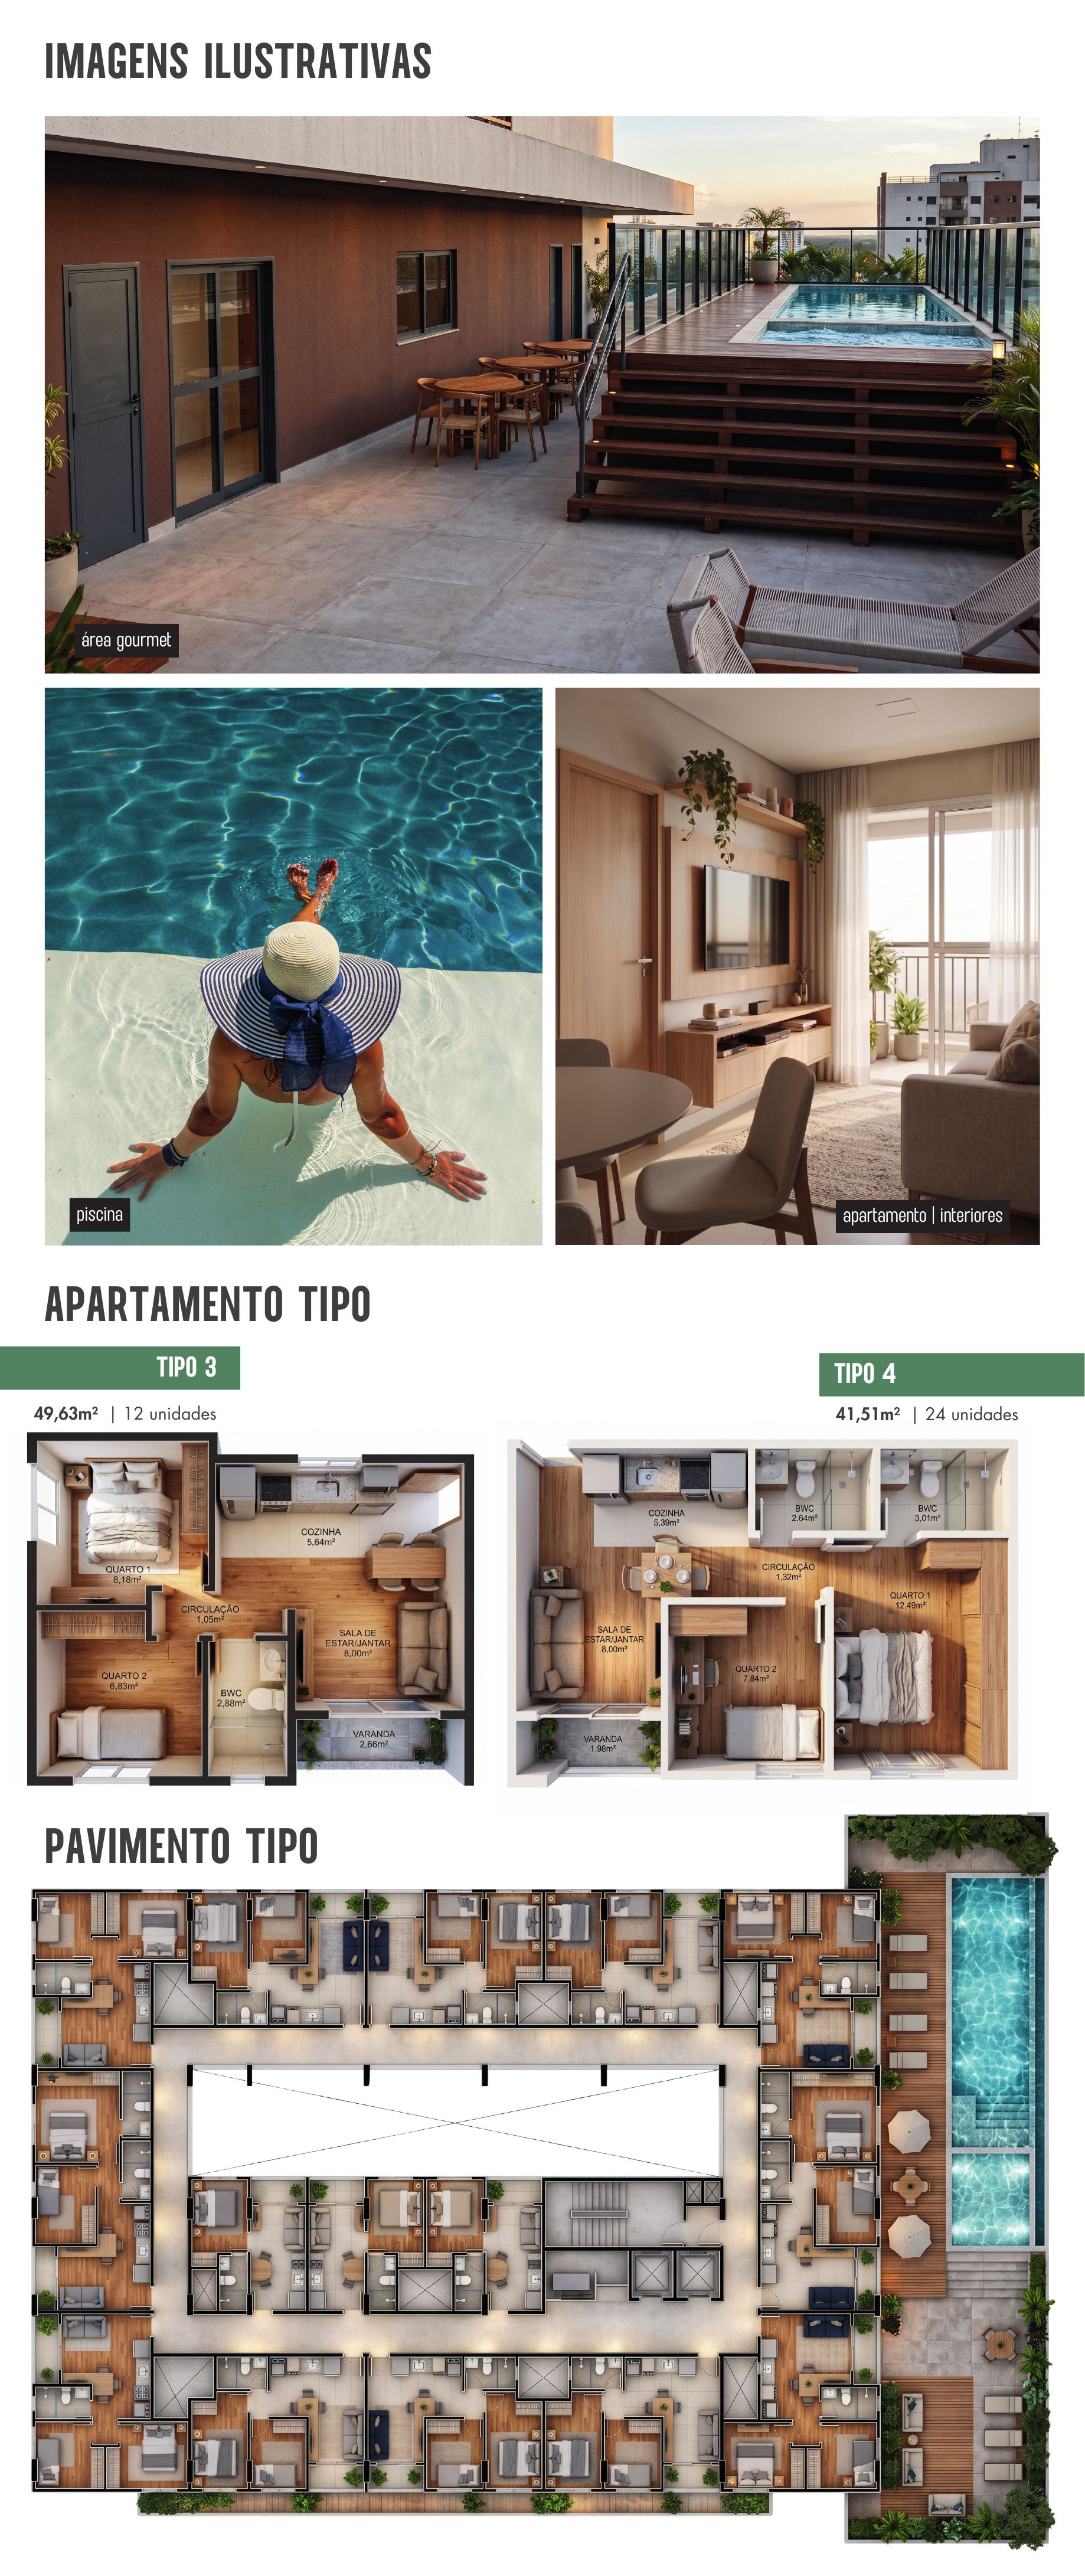 IMAGENS ILUSTRATIVAS
área gourmet
piscina
apartamento | interiores
APARTAMENTO TIPO
TIPO 3
49,63m² | 12 unidades
QUARTO 1
8,18m²
COZINHA
5,64m²
CIRCULAÇÃO
1,05m²
SALA DE
ESTAR/JANTAR
8,00m²
QUARTO 2
6,83m²
BWC
2,88m²
VARANDA
2,66m²
TIPO 4
41,51m² | 24 unidades
COZINHA
5,39m²
BWC
2,64m²
BWC
3,01m²
CIRCULAÇÃO
1,32m²
QUARTO 1
12,49m²
SALA DE
ESTAR/JANTAR
8,00m²
QUARTO 2
7,84m²
VARANDA
1,98m²
PAVIMENTO TIPO